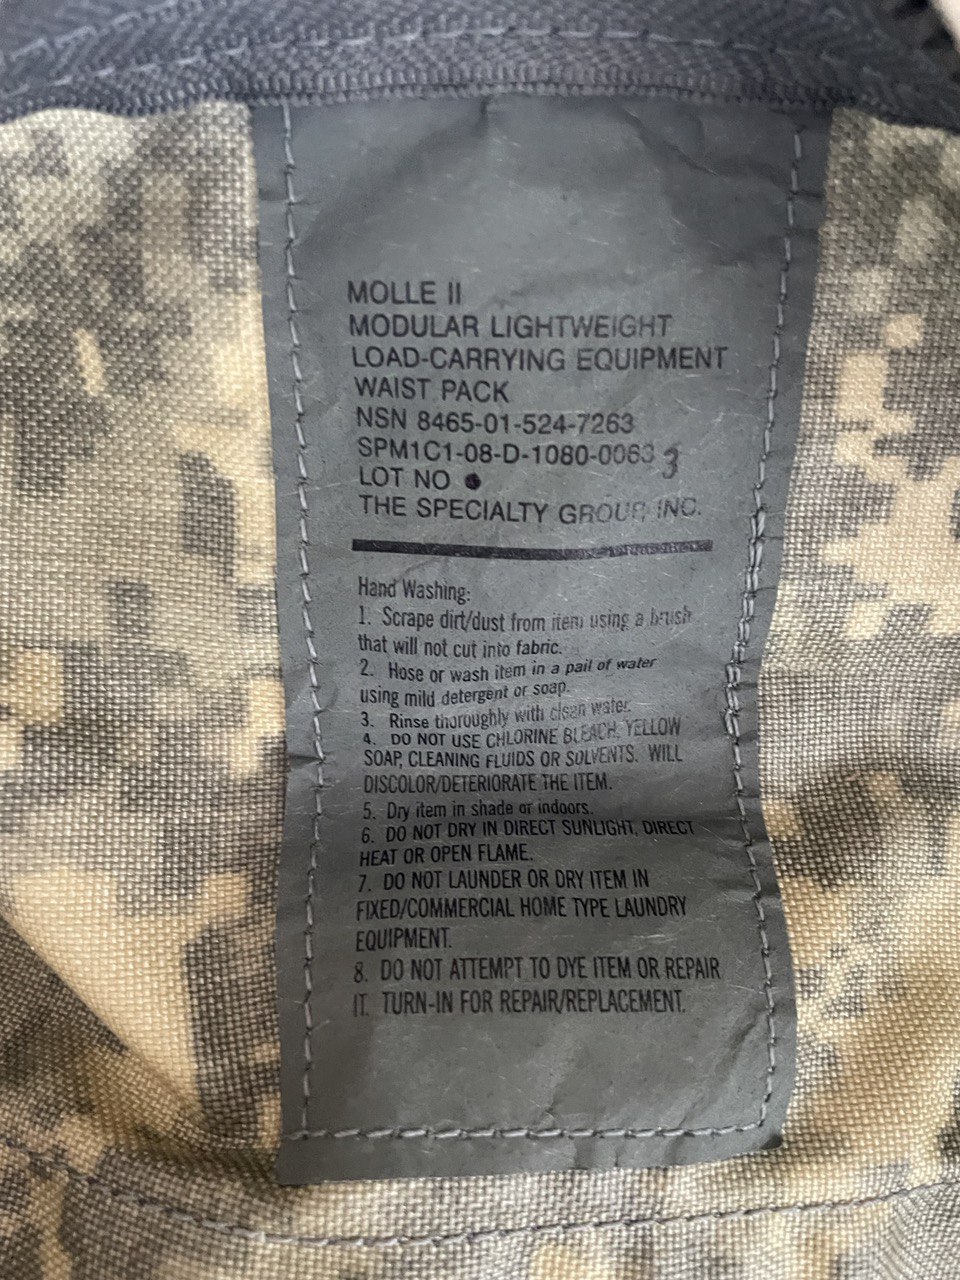 MOLLE II
MODULAR LIGHTWEIGHT
LOAD-CARRYING EQUIPMENT
WAIST PACK
NSN 8465-01-524-7263
SPM1C1-08-D-1080-0063 3
LOT NO
THE SPECIALTY GROUP, INC.
Hand Washing:
1. Scrape dirt/dust from item using a brush
that will not cut into fabric.
2. Hose or wash item in a pail of water
using mild detergent or soap.
3. Rinse thoroughly with clean water.
4. DO NOT USE CHLORINE BLEACH, YELLOW
SOAP, CLEANING FLUIDS OR SOLVENTS. WILL
DISCOLOR/DETERIORATE THE ITEM.
5. Dry item in shade or indoors.
6. DO NOT DRY IN DIRECT SUNLIGHT, DIRECT
HEAT OR OPEN FLAME.
7. DO NOT LAUNDER OR DRY ITEM IN
FIXED/COMMERCIAL HOME TYPE LAUNDRY
EQUIPMENT.
8. DO NOT ATTEMPT TO DYE ITEM OR REPAIR
IT. TURN-IN FOR REPAIR/REPLACEMENT.